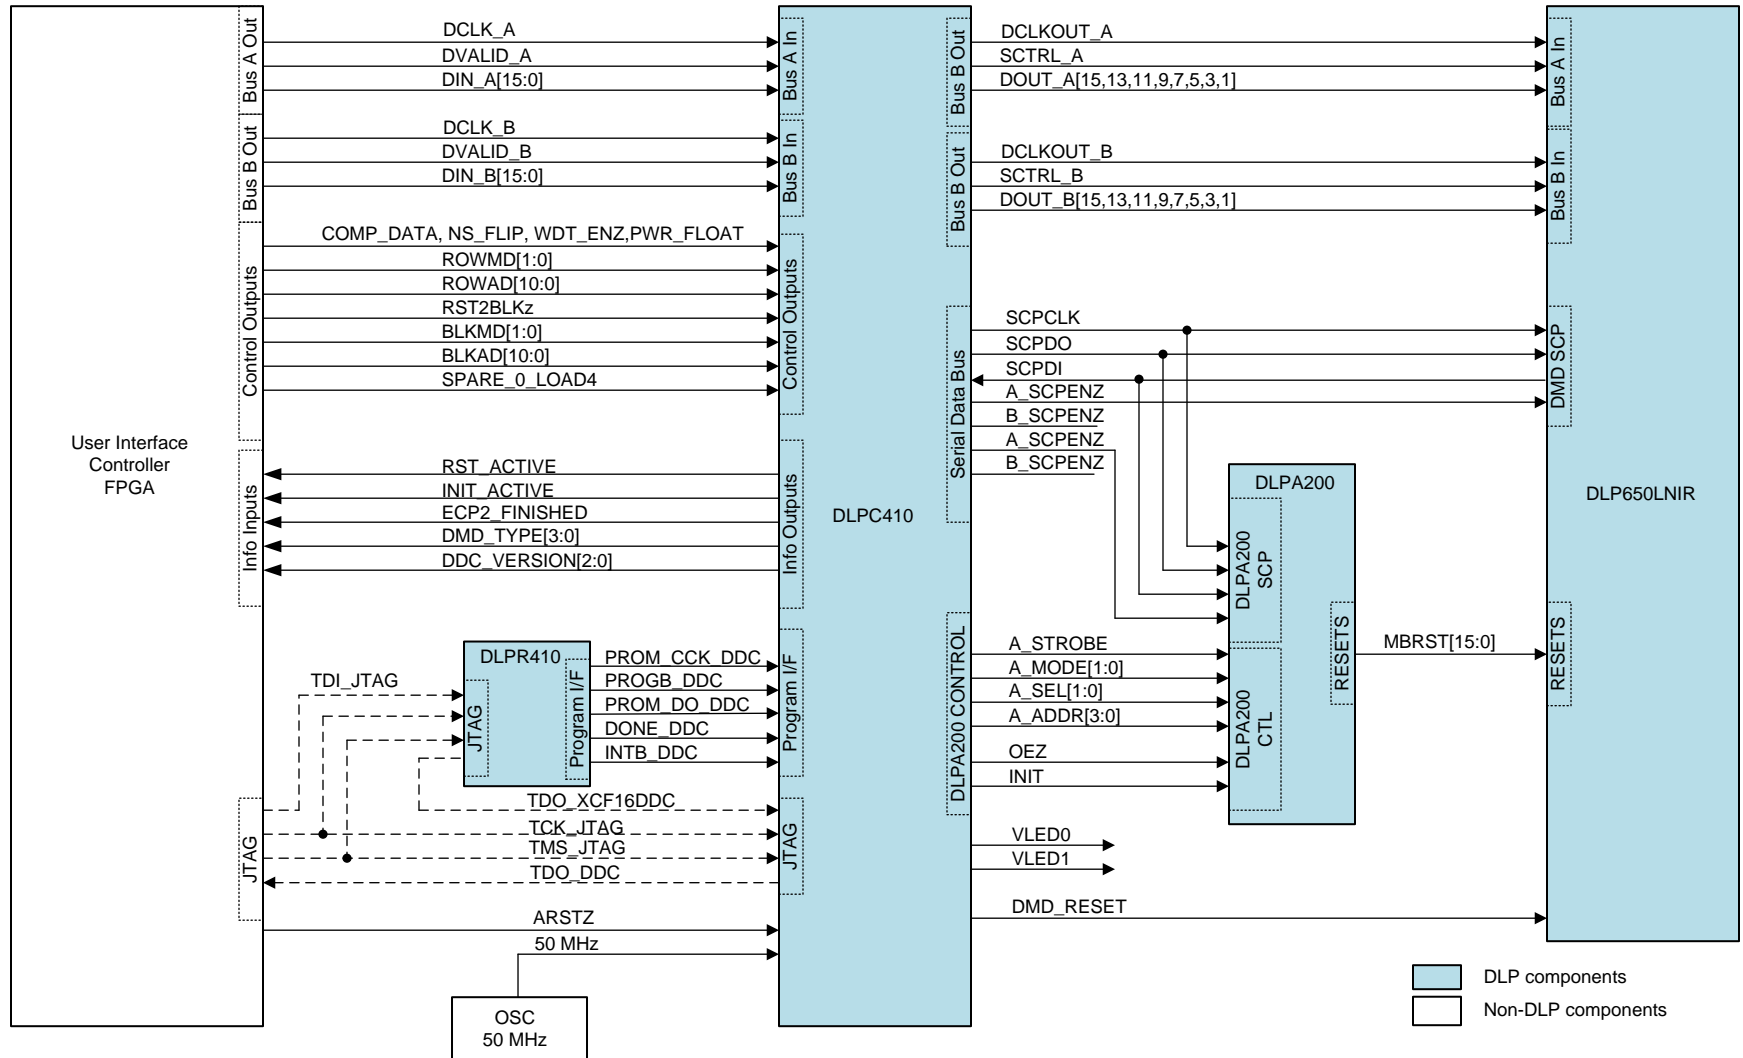 User Interface
Controller
FPGA
Bus A Out
Bus B Out
Control Outputs
Info Inputs
JTAG
DCLK_A
DVALID_A
DIN_A[15:0]
DCLK_B
DVALID_B
DIN_B[15:0]
COMP_DATA, NS_FLIP, WDT_ENZ,PWR_FLOAT
ROWMD[1:0]
ROWAD[10:0]
RST2BLKz
BLKMD[1:0]
BLKAD[10:0]
SPARE_0_LOAD4
RST_ACTIVE
INIT_ACTIVE
ECP2_FINISHED
DMD_TYPE[3:0]
DDC_VERSION[2:0]
DLPR410
JTAG
Program I/F
TDI_JTAG
PROM_CCK_DDC
PROGB_DDC
PROM_DO_DDC
DONE_DDC
INTB_DDC
TDO_XCF16DDC
TCK_JTAG
TMS_JTAG
TDO_DDC
ARSTZ
50 MHz
OSC
50 MHz
Bus A In
Bus B In
Control Outputs
Info Outputs
Program I/F
JTAG
DLPC410
Bus B Out
Bus B Out
Serial Data Bus
DLPA200 CONTROL
DCLKOUT_A
SCTRL_A
DOUT_A[15,13,11,9,7,5,3,1]
DCLKOUT_B
SCTRL_B
DOUT_B[15,13,11,9,7,5,3,1]
SCPCLK
SCPDO
SCPDI
A_SCPENZ
B_SCPENZ
A_SCPENZ
B_SCPENZ
A_STROBE
A_MODE[1:0]
A_SEL[1:0]
A_ADDR[3:0]
OEZ
INIT
VLED0
VLED1
DMD_RESET
DLPA200
DLPA200
SCP
DLPA200
CTL
RESETS
MBRST[15:0]
Bus A In
Bus B In
DMD SCP
RESETS
DLP650LNIR
DLP components
Non-DLP components